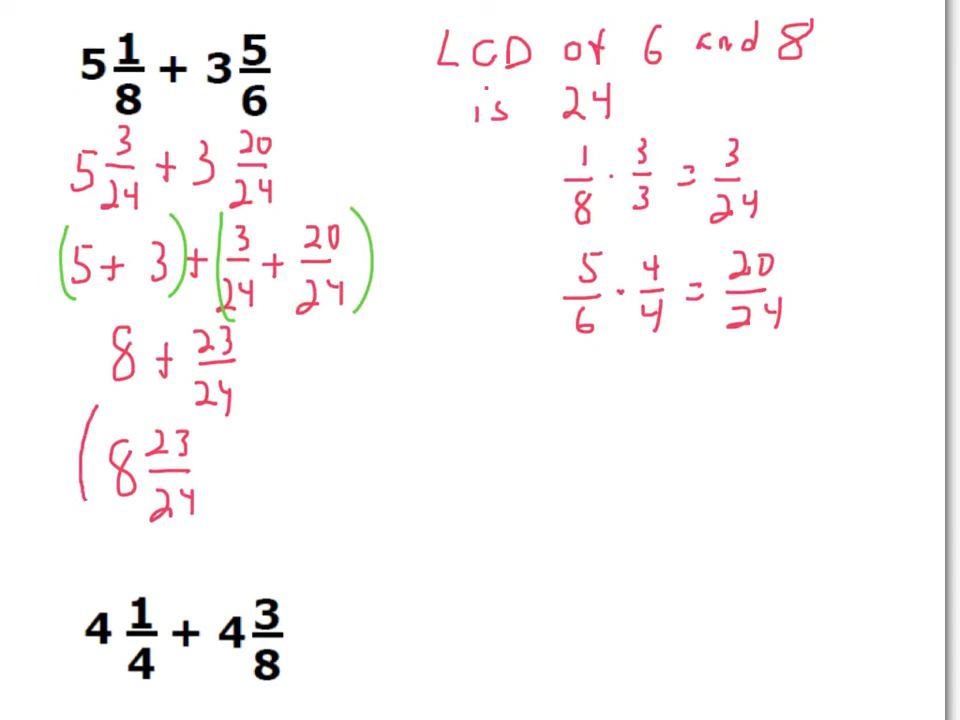 5 1/8 + 3 5/6
5 3/24 + 3 20/24
(5 + 3) + (3/24 + 20/24)
8 + 23/24
(8 23/24
LCD of 6 and 8
is 24
1/8 · 3/3 = 3/24
5/6 · 4/4 = 20/24
4 1/4 + 4 3/8